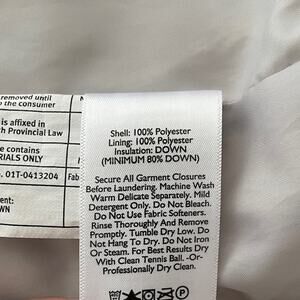 removed until
o the consumer
is affixed in
h Provincial Law
e contains
RIALS ONLY
. 01T-0413204
Fab
ent:
WN
Shell: 100% Polyester
Lining: 100% Polyester
Insulation: DOWN
(MINIMUM 80% DOWN)
Secure All Garment Closures
Before Laundering. Machine Wash
Warm Delicate Separately. Mild
Detergent Only. Do Not Bleach.
Do Not Use Fabric Softeners.
Rinse Thoroughly And Remove
Promptly. Tumble Dry Low. Do
Not Hang To Dry. Do Not Iron
Or Steam. For Best Results Dry
With Clean Tennis Ball. -Or-
Professionally Dry Clean.